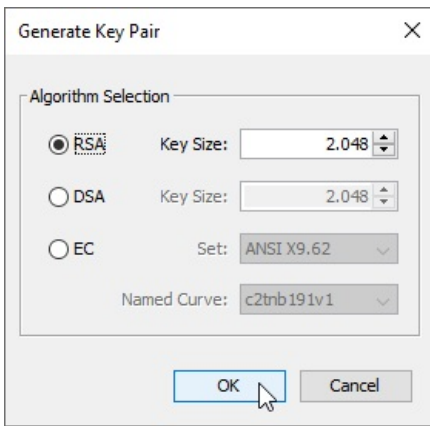 Generate Key Pair
Algorithm Selection
RSA Key Size: 2.048
DSA Key Size: 2.048
EC Set: ANSI X9.62
Named Curve: c2tnb191v1
OK Cancel